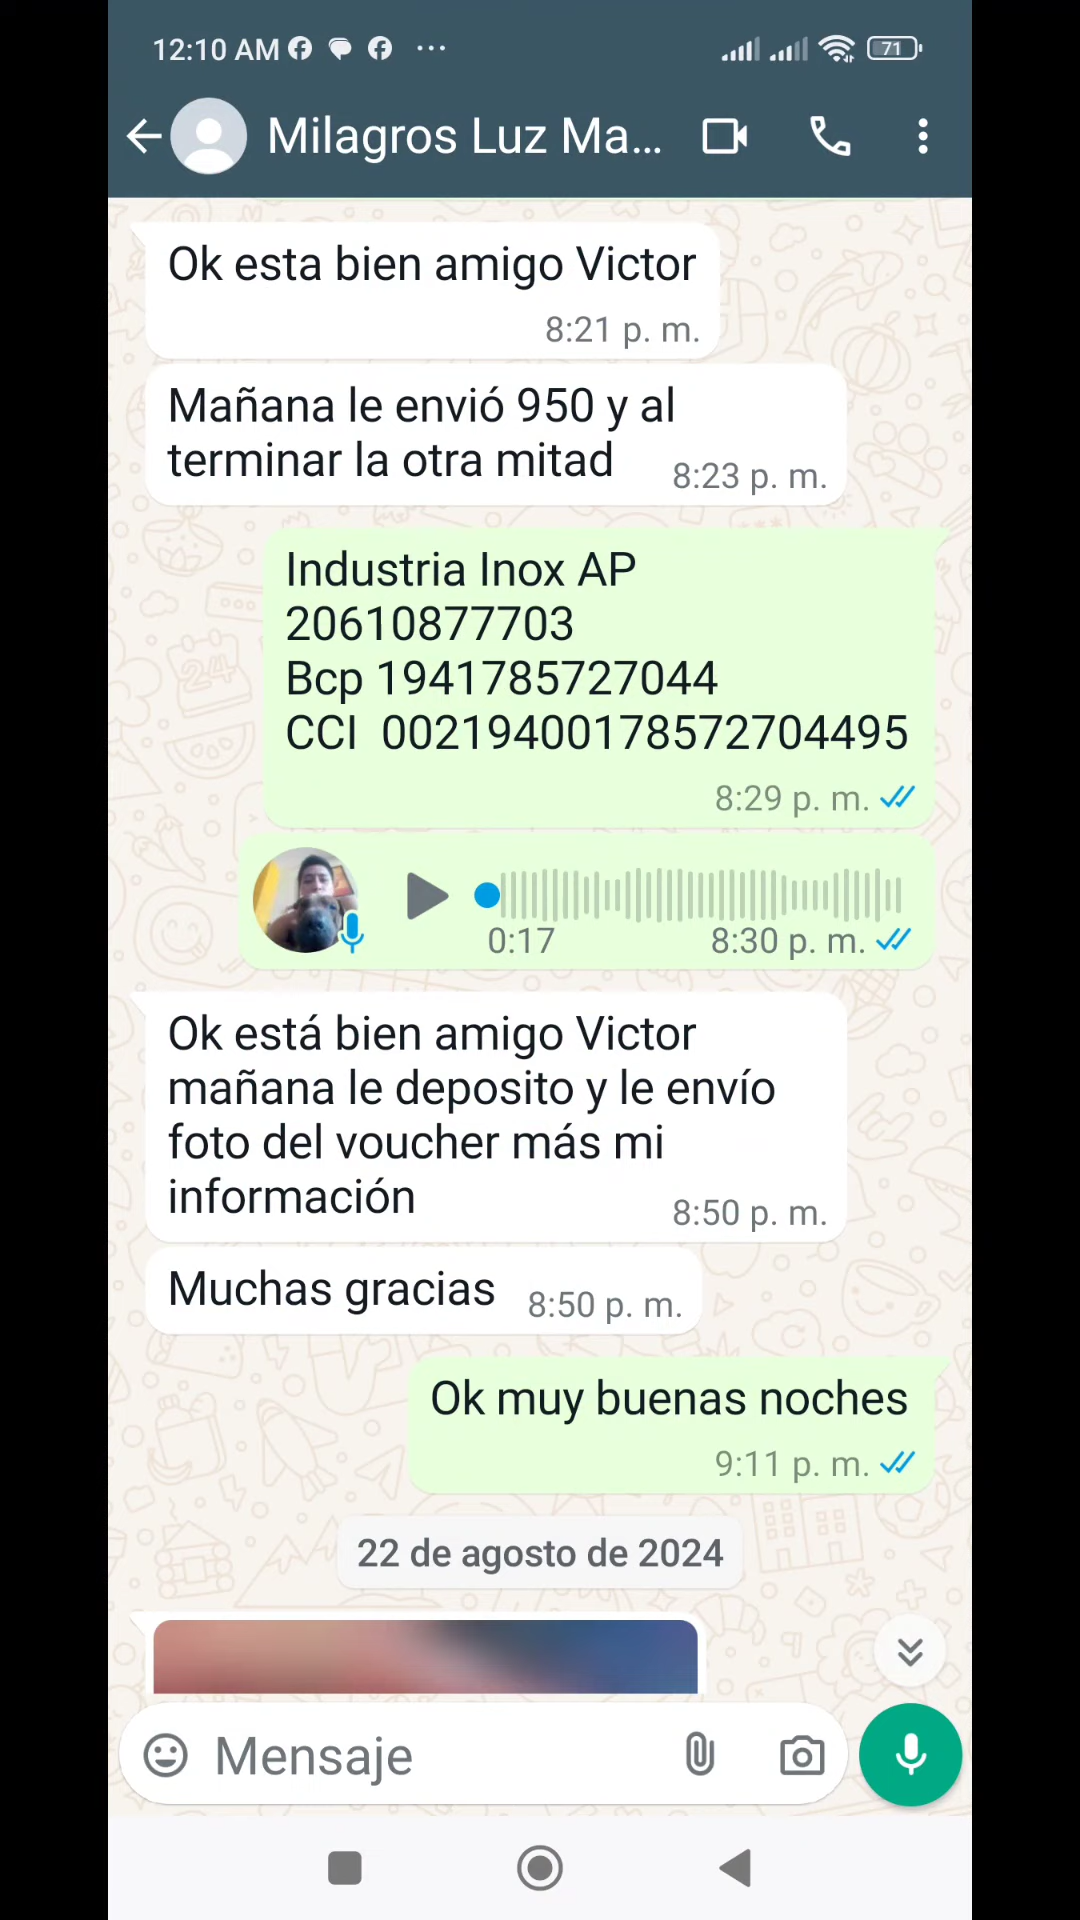 12:10 AM
71
Milagros Luz Ma...
Ok esta bien amigo Victor
8:21 p. m.
Mañana le envió 950 y al
terminar la otra mitad
8:23 p. m.
Industria Inox AP
20610877703
Bcp 1941785727044
CCI 00219400178572704495
8:29 p. m.
0:17
8:30 p. m.
Ok está bien amigo Victor
mañana le deposito y le envío
foto del voucher más mi
información
8:50 p. m.
Muchas gracias
8:50 p. m.
Ok muy buenas noches
9:11 p. m.
22 de agosto de 2024
Mensaje